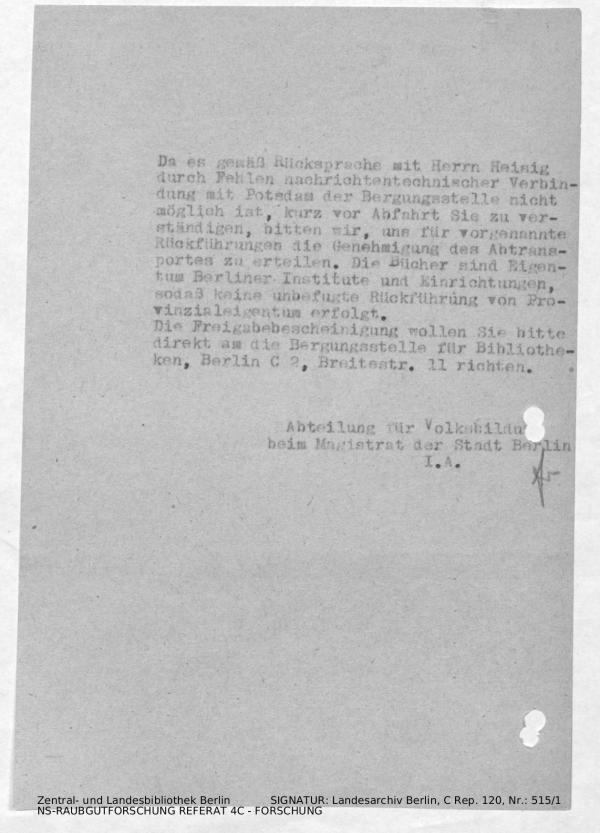 Da es gemäß Rücksprache mit Herrn Heisig
durch Fehlen nachrichtentechnischer Verbin-
dung mit Potsdam der Bergungsstelle nicht
möglich ist, kurz vor Abfahrt Sie zu ver-
ständigen, bitten wir, uns für vorgenannte
Rückführungen die Genehmigung des Abtrans-
portes zu erteilen. Die Bücher sind Eigen-
tum Berliner Institute und Einrichtungen,
sodaß keine unbefugte Rückführung von Pro-
vinzialeigentum erfolgt.
Die Freigabebescheinigung wollen Sie bitte
direkt am die Bergungsstelle für Bibliothe-
ken, Berlin C 2, Breitestr. 11 richten.
Abteilung für Volksbildu
beim Magistrat der Stadt Berlin
I.A.
Zentral- und Landesbibliothek Berlin SIGNATUR: Landesarchiv Berlin, C Rep. 120, Nr.: 515/1
NS-RAUBGUTFORSCHUNG REFERAT 4C - FORSCHUNG